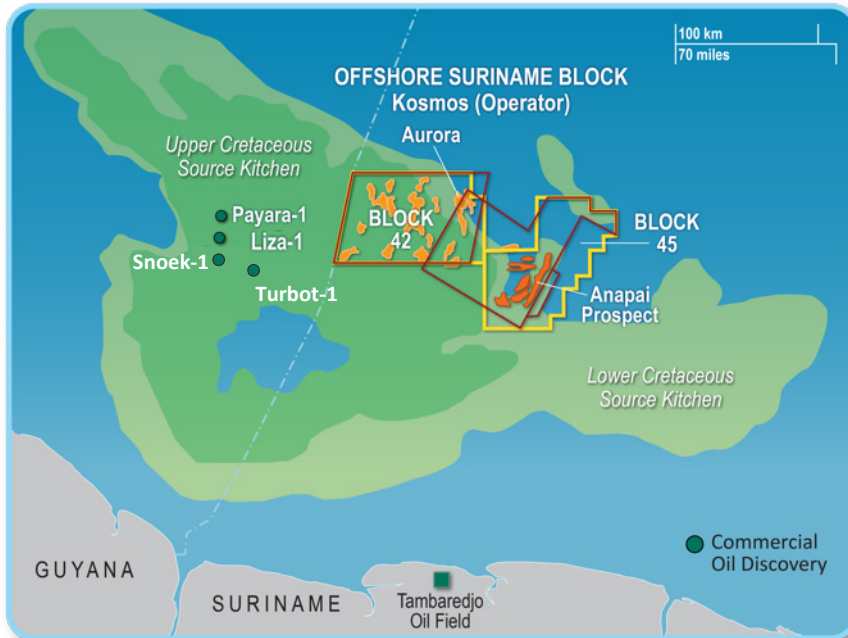 100 km
70 miles
OFFSHORE SURINAME BLOCK
Kosmos (Operator)
Aurora
Upper Cretaceous
Source Kitchen
Payara-1
Liza-1
Snoek-1
Turbot-1
BLOCK
42
BLOCK
45
Anapai
Prospect
Lower Cretaceous
Source Kitchen
Commercial
Oil Discovery
GUYANA
SURINAME
Tambaredjo
Oil Field